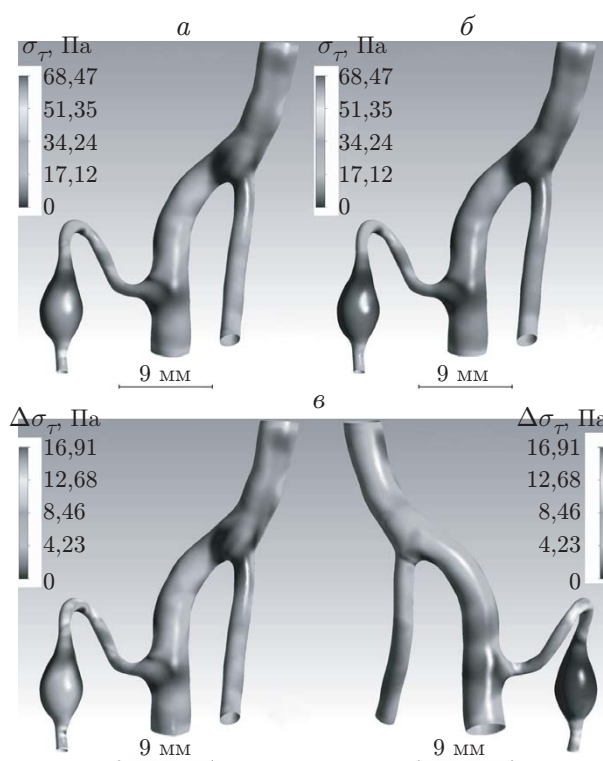 а
б
σ_τ, Па
68,47
51,35
34,24
17,12
0
9 мм
σ_τ, Па
68,47
51,35
34,24
17,12
0
9 мм
в
Δσ_τ, Па
16,91
12,68
8,46
4,23
0
9 мм
Δσ_τ, Па
16,91
12,68
8,46
4,23
0
9 мм